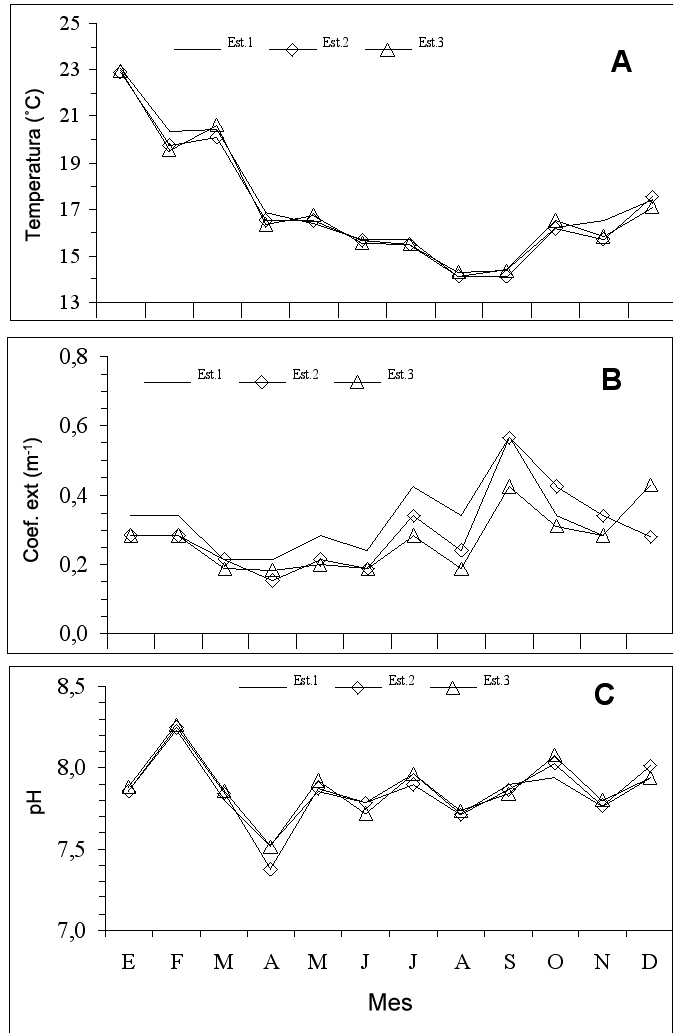 25
23
21
19
17
15
13
Temperatura (°C)
Est.1 Est.2 Est.3
A
0,8
0,6
0,4
0,2
0,0
Coef. ext (m⁻¹)
Est.1 Est.2 Est.3
B
8,5
8,0
7,5
7,0
pH
Est.1 Est.2 Est.3
C
E F M A M J J A S O N D
Mes